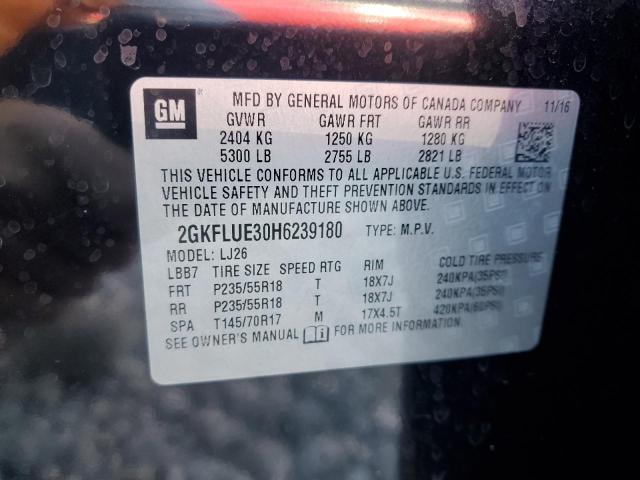 GM
MFD BY GENERAL MOTORS OF CANADA COMPANY 11/16
GVWR GAWR FRT GAWR RR
2404 KG 1250 KG 1280 KG
5300 LB 2755 LB 2821 LB
THIS VEHICLE CONFORMS TO ALL APPLICABLE U.S. FEDERAL MOTOR
VEHICLE SAFETY AND THEFT PREVENTION STANDARDS IN EFFECT ON
THE DATE OF MANUFACTURE SHOWN ABOVE.
2GKFLUE30H6239180 TYPE: M.P.V.
MODEL: LJ26
LBB7 TIRE SIZE SPEED RTG RIM COLD TIRE PRESSURE
FRT P235/55R18 T 18X7J 240KPA(35PSI)
RR P235/55R18 T 18X7J 240KPA(35PSI)
SPA T145/70R17 M 17X4.5T 420KPA(60PSI)
SEE OWNER'S MANUAL FOR MORE INFORMATION.